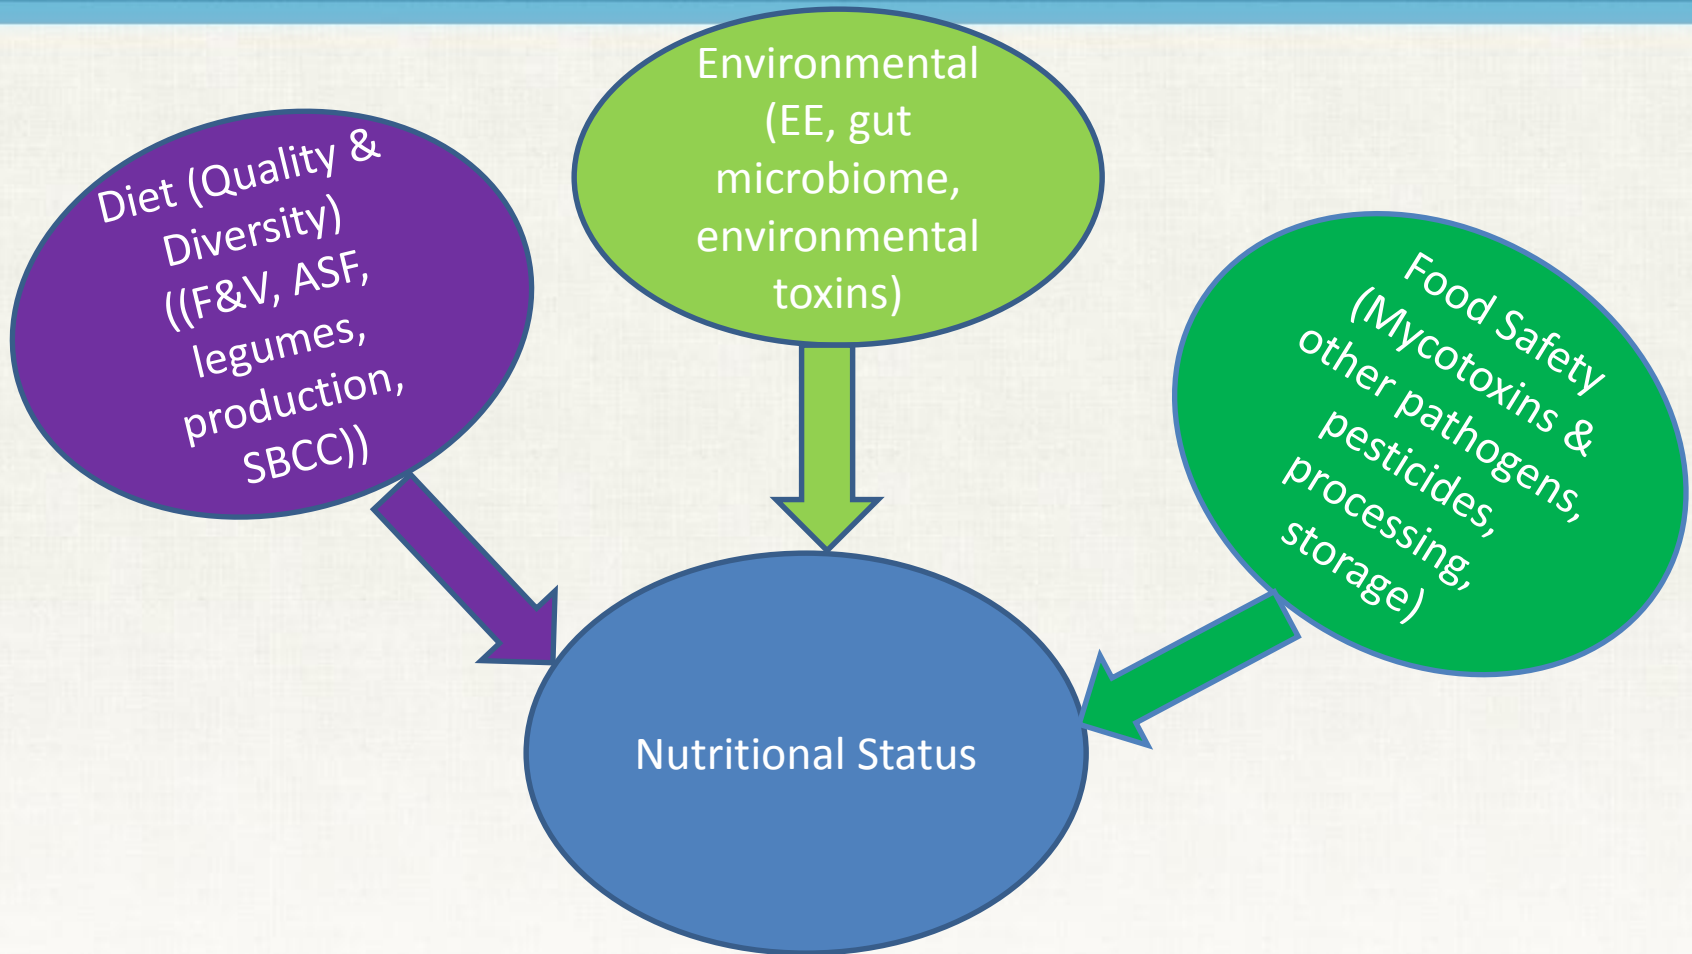 Diet (Quality &
Diversity)
((F&V, ASF,
legumes,
production,
SBCC))
Environmental
(EE, gut
microbiome,
environmental
toxins)
Food Safety
(Mycotoxins &
other pathogens,
pesticides,
processing,
storage)
Nutritional Status